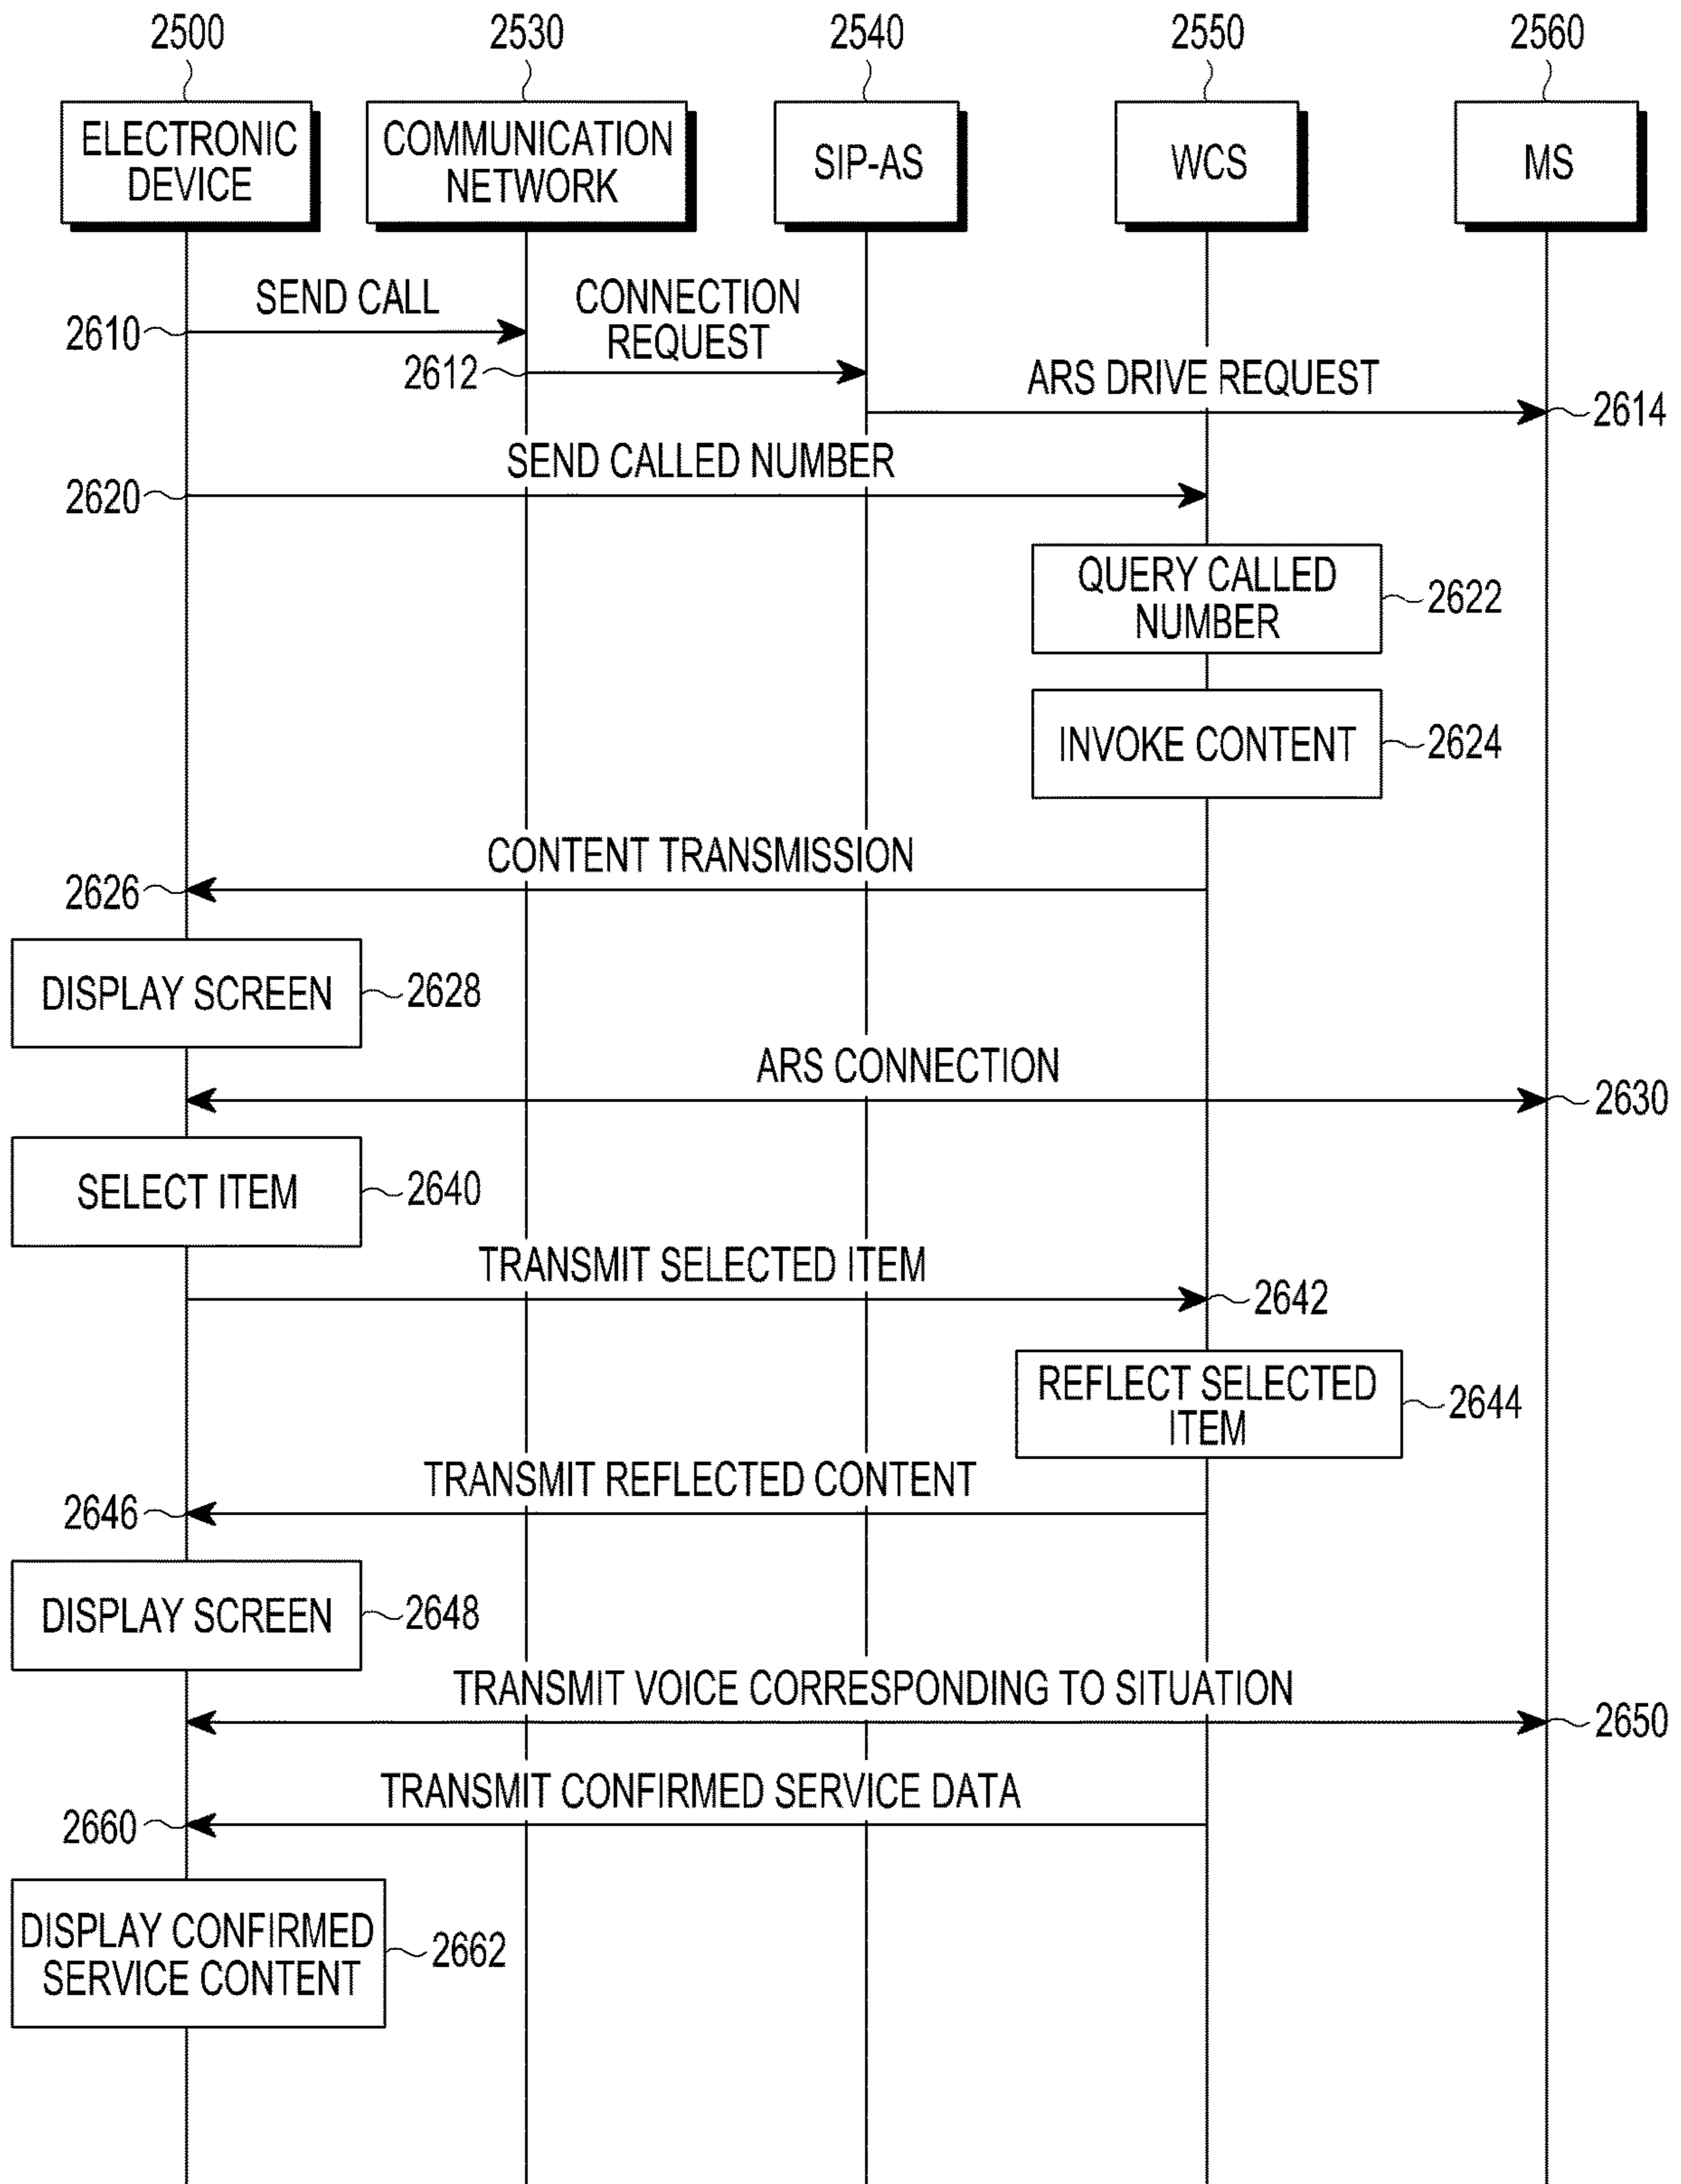 2500
2530
2540
2550
2560
ELECTRONIC
DEVICE
COMMUNICATION
NETWORK
SIP-AS
WCS
MS
SEND CALL
2610
CONNECTION
REQUEST
2612
ARS DRIVE REQUEST
2614
SEND CALLED NUMBER
2620
QUERY CALLED
NUMBER
2622
INVOKE CONTENT
2624
CONTENT TRANSMISSION
2626
DISPLAY SCREEN
2628
ARS CONNECTION
2630
SELECT ITEM
2640
TRANSMIT SELECTED ITEM
2642
REFLECT SELECTED
ITEM
2644
TRANSMIT REFLECTED CONTENT
2646
DISPLAY SCREEN
2648
TRANSMIT VOICE CORRESPONDING TO SITUATION
2650
TRANSMIT CONFIRMED SERVICE DATA
2660
DISPLAY CONFIRMED
SERVICE CONTENT
2662